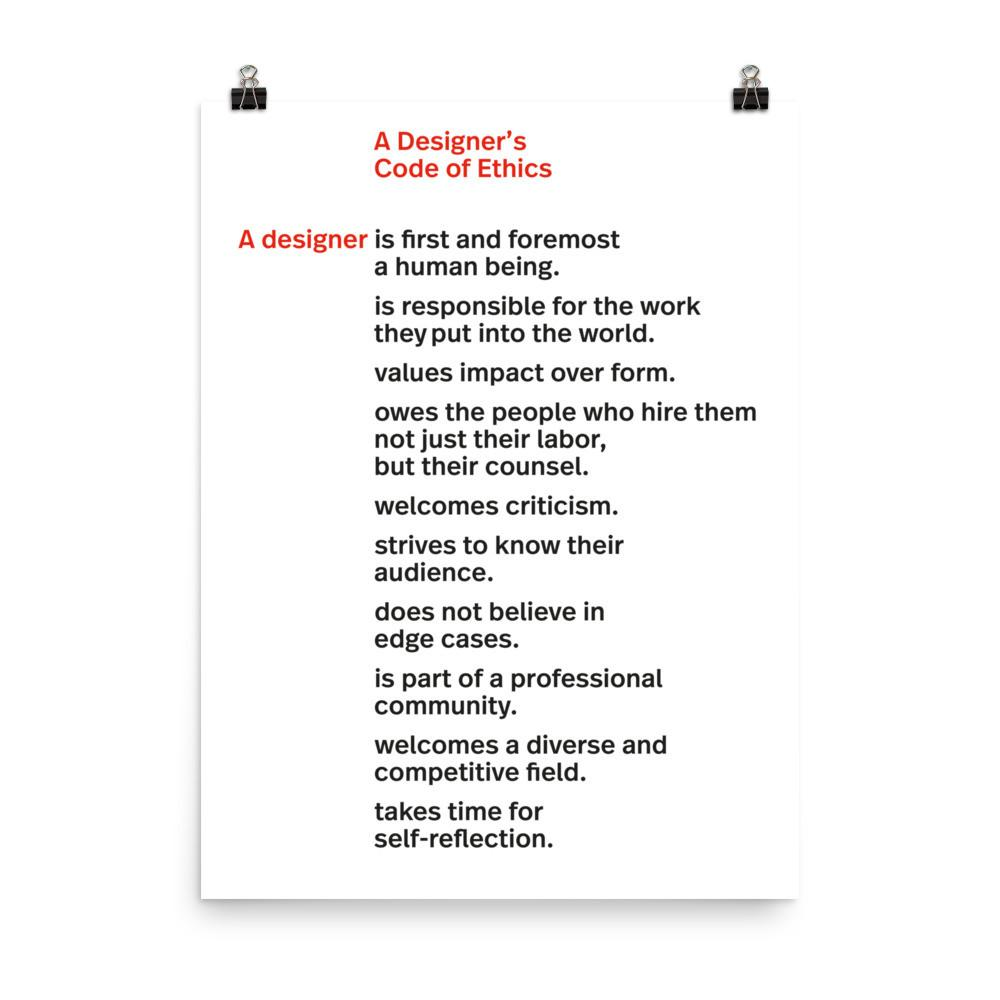 A Designer’s
Code of Ethics
A designer is first and foremost
a human being.
is responsible for the work
they put into the world.
values impact over form.
owes the people who hire them
not just their labor,
but their counsel.
welcomes criticism.
strives to know their
audience.
does not believe in
edge cases.
is part of a professional
community.
welcomes a diverse and
competitive field.
takes time for
self-reflection.